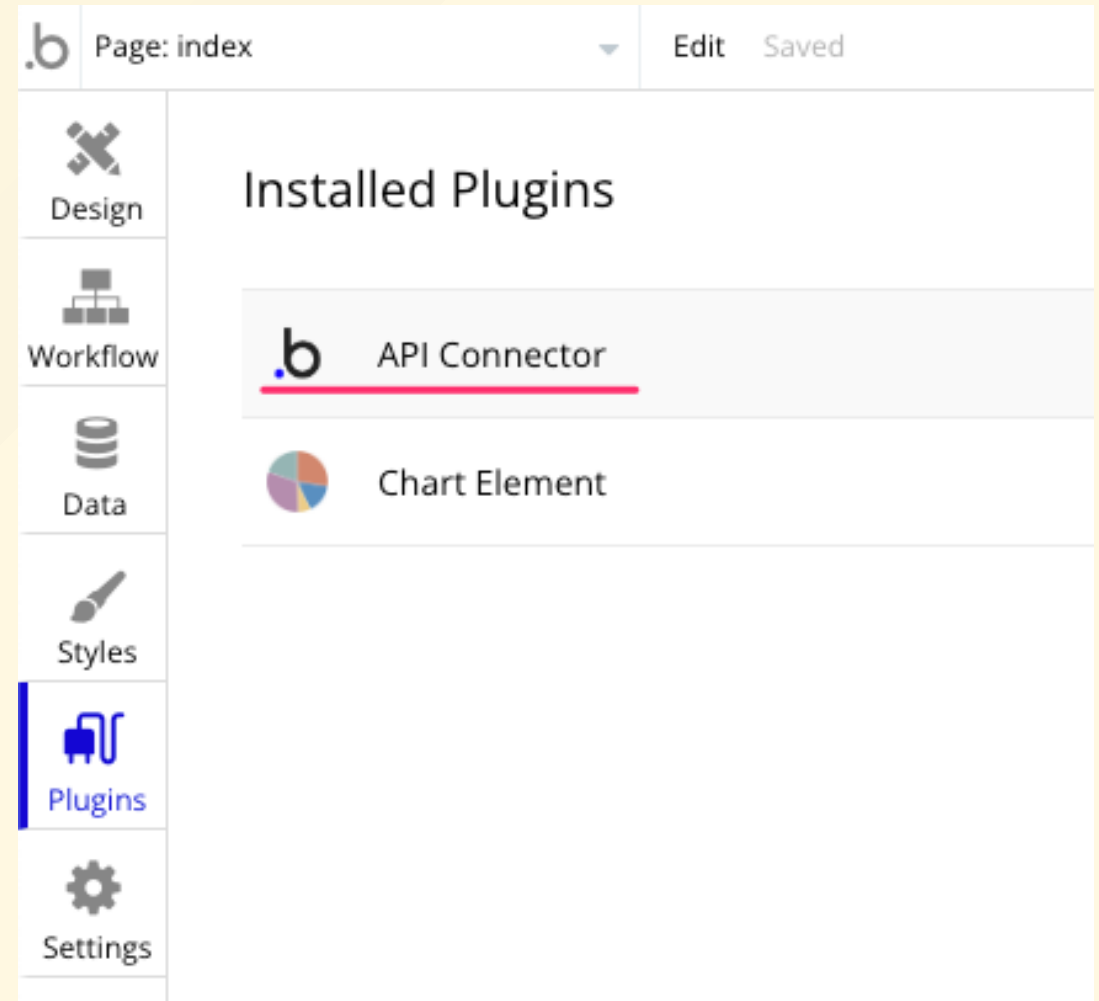 .b Page: index Edit Saved
Design
Installed Plugins
Workflow
.b API Connector
Data
Chart Element
Styles
Plugins
Settings